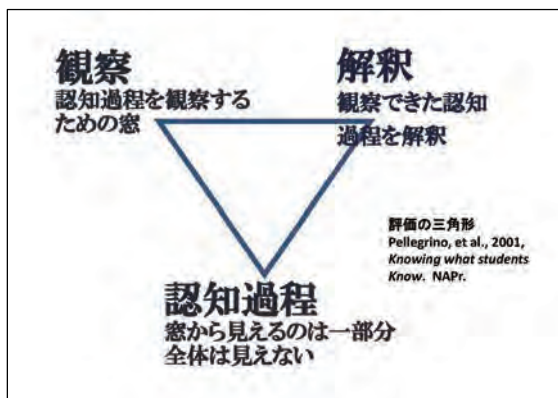 観察
認知過程を観察する
ための窓
解釈
観察できた認知
過程を解釈
評価の三角形
Pellegrino, et al., 2001,
Knowing what students
Know. NAPr.
認知過程
窓から見えるのは一部分
全体は見えない